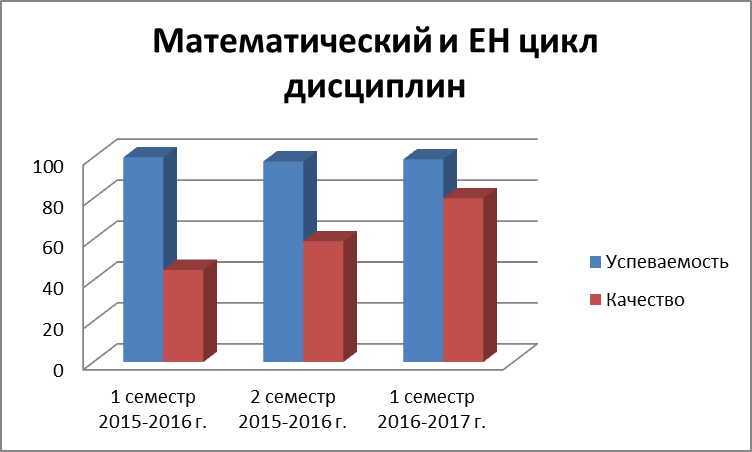 Математический и ЕН цикл
дисциплин
100
80
60
40
20
0
1 семестр
2015-2016 г.
2 семестр
2015-2016 г.
1 семестр
2016-2017 г.
Успеваемость
Качество